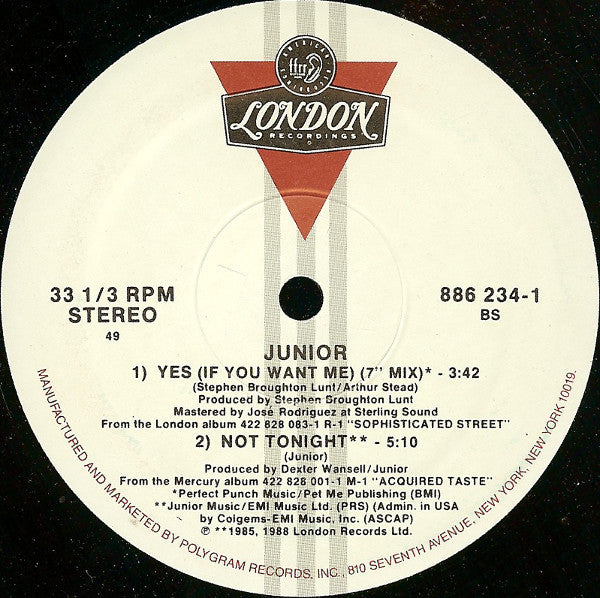 AMERICAN
ffrr
LONDON
RECORDINGS
33 1/3 RPM
STEREO
49
886 234-1
BS
JUNIOR
1) YES (IF YOU WANT ME) (7" MIX)* - 3:42
(Stephen Broughton Lunt/Arthur Stead)
Produced by Stephen Broughton Lunt
Mastered by José Rodriguez at Sterling Sound
From the London album 422 828 083-1 R-1 "SOPHISTICATED STREET"
2) NOT TONIGHT** - 5:10
(Junior)
Produced by Dexter Wansell/Junior
From the Mercury album 422 828 001-1 M-1 "ACQUIRED TASTE"
*Perfect Punch Music/Pet Me Publishing (BMI)
**Junior Music/EMI Music Ltd. (PRS) (Admin. in USA
by Colgems-EMI Music, Inc. (ASCAP)
℗ **1985, 1988 London Records Ltd.
MANUFACTURED AND MARKETED BY POLYGRAM RECORDS, INC., 810 SEVENTH AVENUE, NEW YORK, NEW YORK 10019.